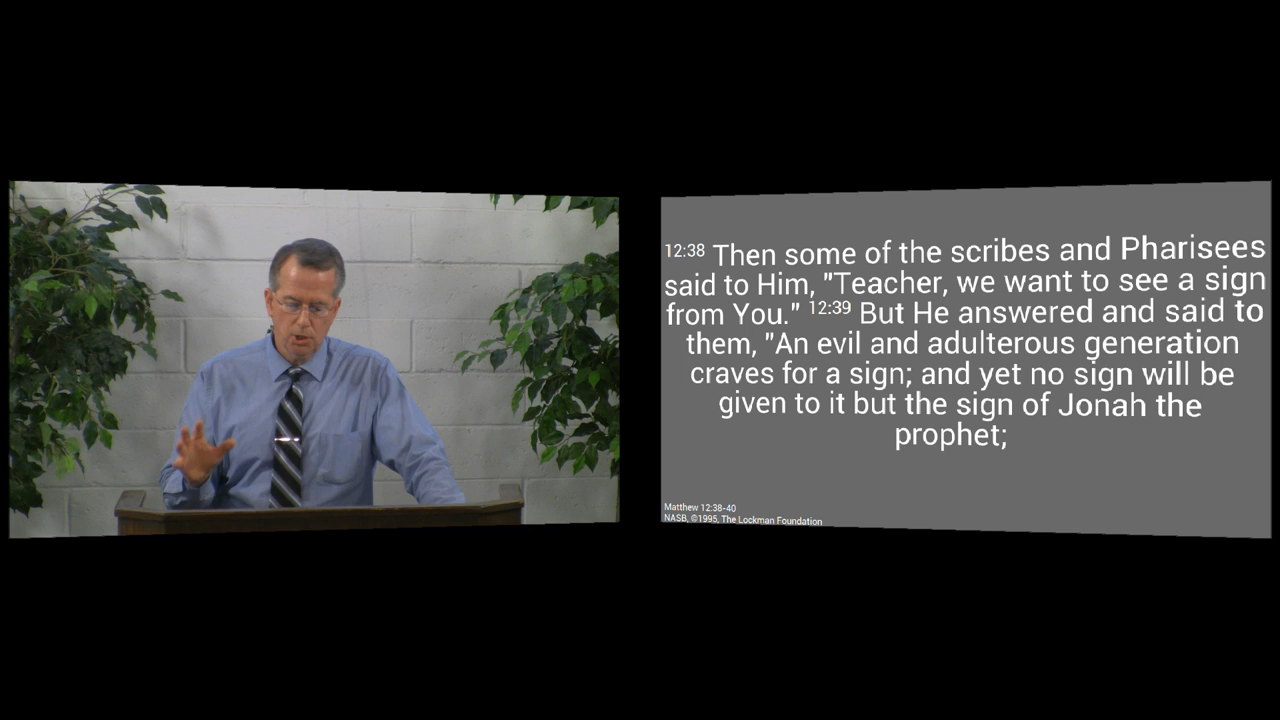 12:38 Then some of the scribes and Pharisees
said to Him, "Teacher, we want to see a sign
from You." 12:39 But He answered and said to
them, "An evil and adulterous generation
craves for a sign; and yet no sign will be
given to it but the sign of Jonah the
prophet;
Matthew 12:38-40
NASB, ©1995, The Lockman Foundation